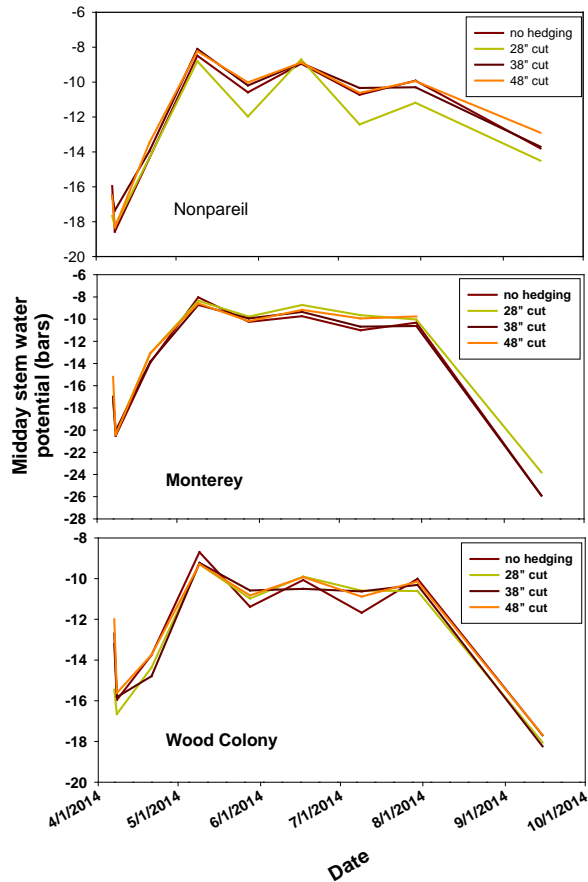 -6
-8
-10
-12
-14
-16
-18
-20
no hedging
28" cut
38" cut
48" cut
Nonpareil
Midday stem water
potential (bars)
-6
-8
-10
-12
-14
-16
-18
-20
-22
-24
-26
-28
no hedging
28" cut
38" cut
48" cut
Monterey
-8
-10
-12
-14
-16
-18
-20
no hedging
28" cut
38" cut
48" cut
Wood Colony
4/1/2014
5/1/2014
6/1/2014
7/1/2014
8/1/2014
9/1/2014
10/1/2014
Date